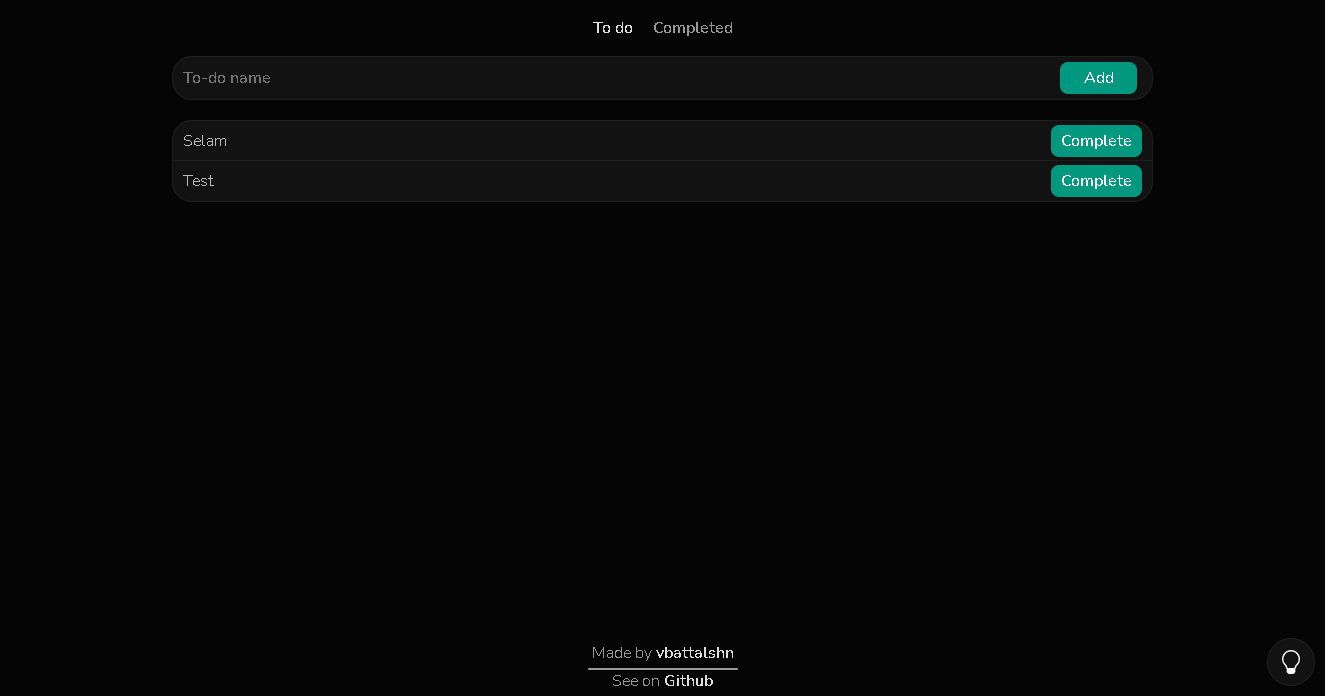 To do Completed
To-do name Add
Selam Complete
Test Complete
Made by vbattalshn
See on Github